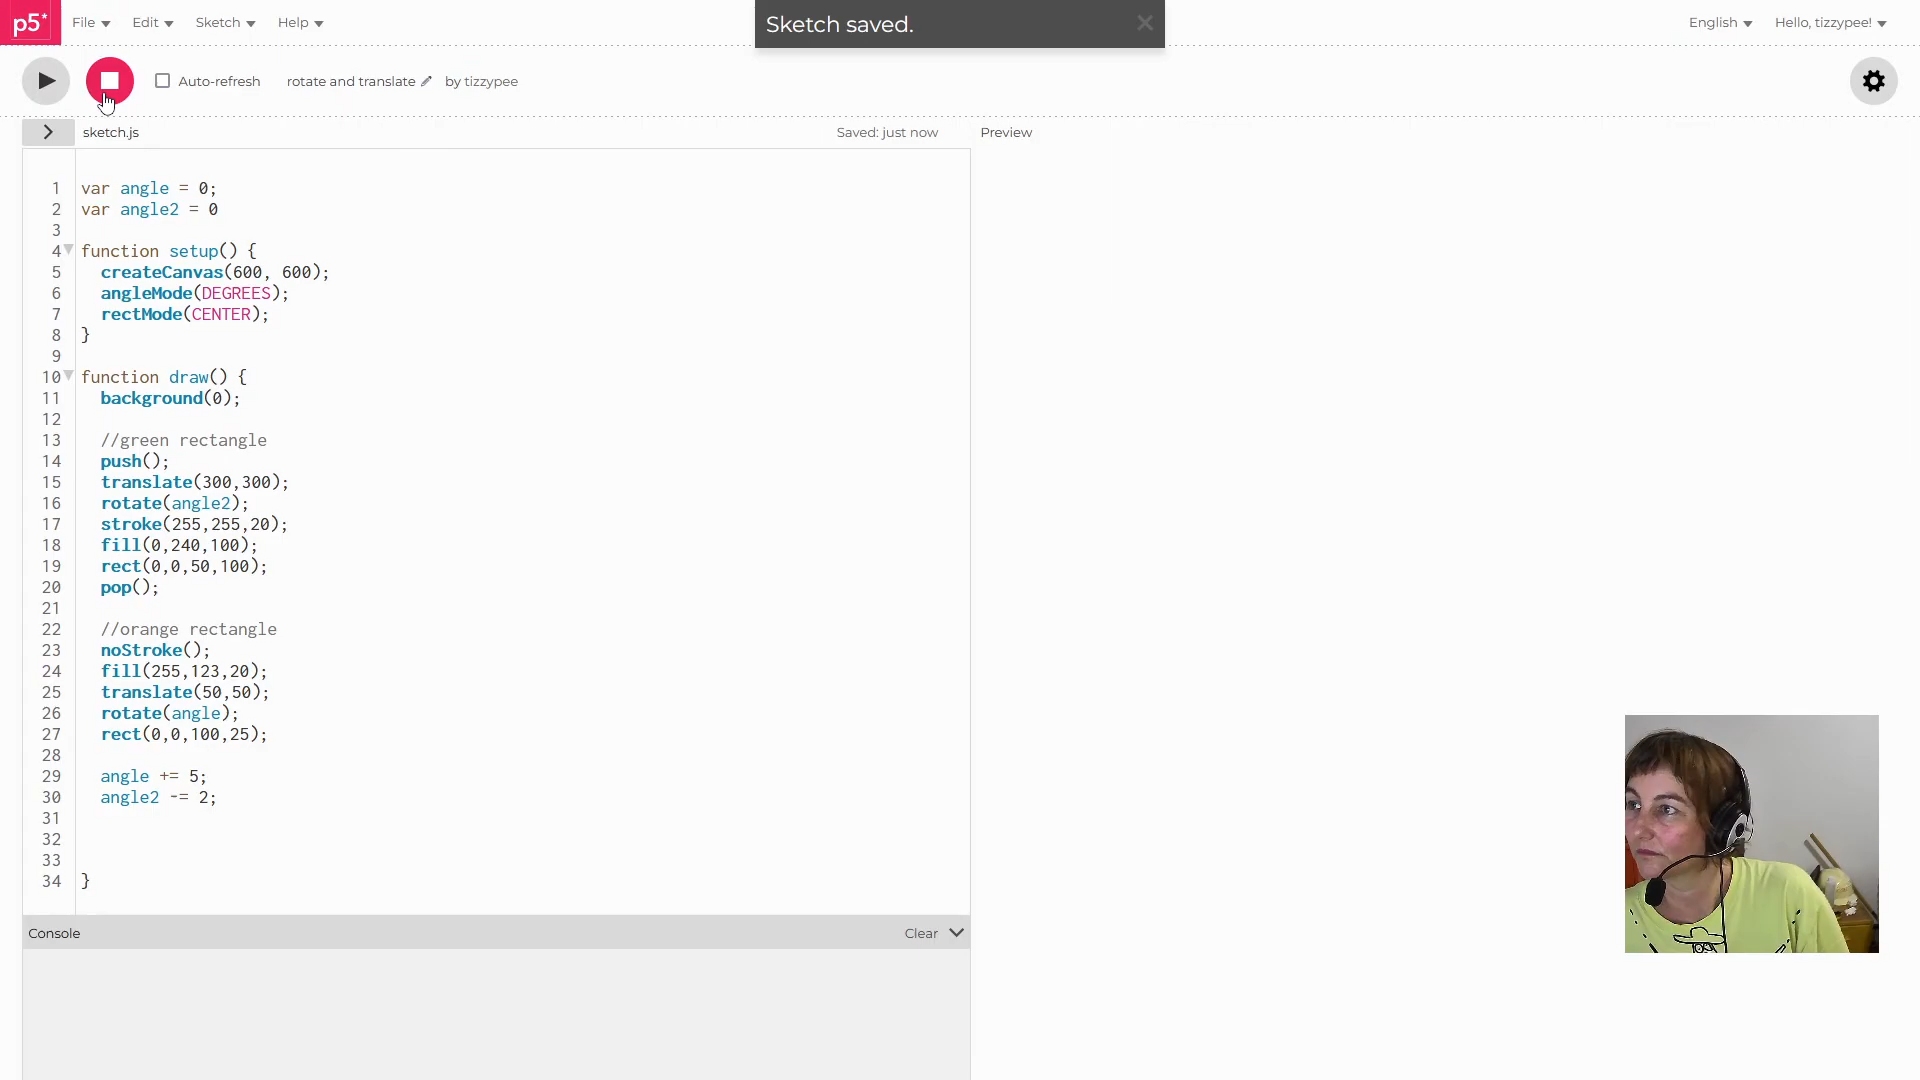 p5* File Edit Sketch Help
Sketch saved.
English Hello, tizzypee!
Auto-refresh rotate and translate by tizzypee
sketch.js Saved: just now Preview
1 var angle = 0;
2 var angle2 = 0
3
4 function setup() {
5 createCanvas(600, 600);
6 angleMode(DEGREES);
7 rectMode(CENTER);
8 }
9
10 function draw() {
11 background(0);
12
13 //green rectangle
14 push();
15 translate(300,300);
16 rotate(angle2);
17 stroke(255,255,20);
18 fill(0,240,100);
19 rect(0,0,50,100);
20 pop();
21
22 //orange rectangle
23 noStroke();
24 fill(255,123,20);
25 translate(50,50);
26 rotate(angle);
27 rect(0,0,100,25);
28
29 angle += 5;
30 angle2 -= 2;
31
32
33
34 }
Console Clear